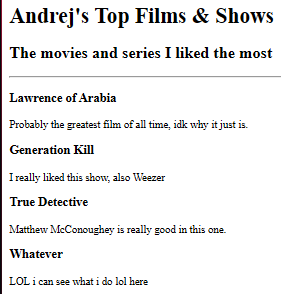 Andrej's Top Films & Shows
The movies and series I liked the most
Lawrence of Arabia
Probably the greatest film of all time, idk why it just is.
Generation Kill
I really liked this show, also Weezer
True Detective
Matthew McConoughey is really good in this one.
Whatever
LOL i can see what i do lol here